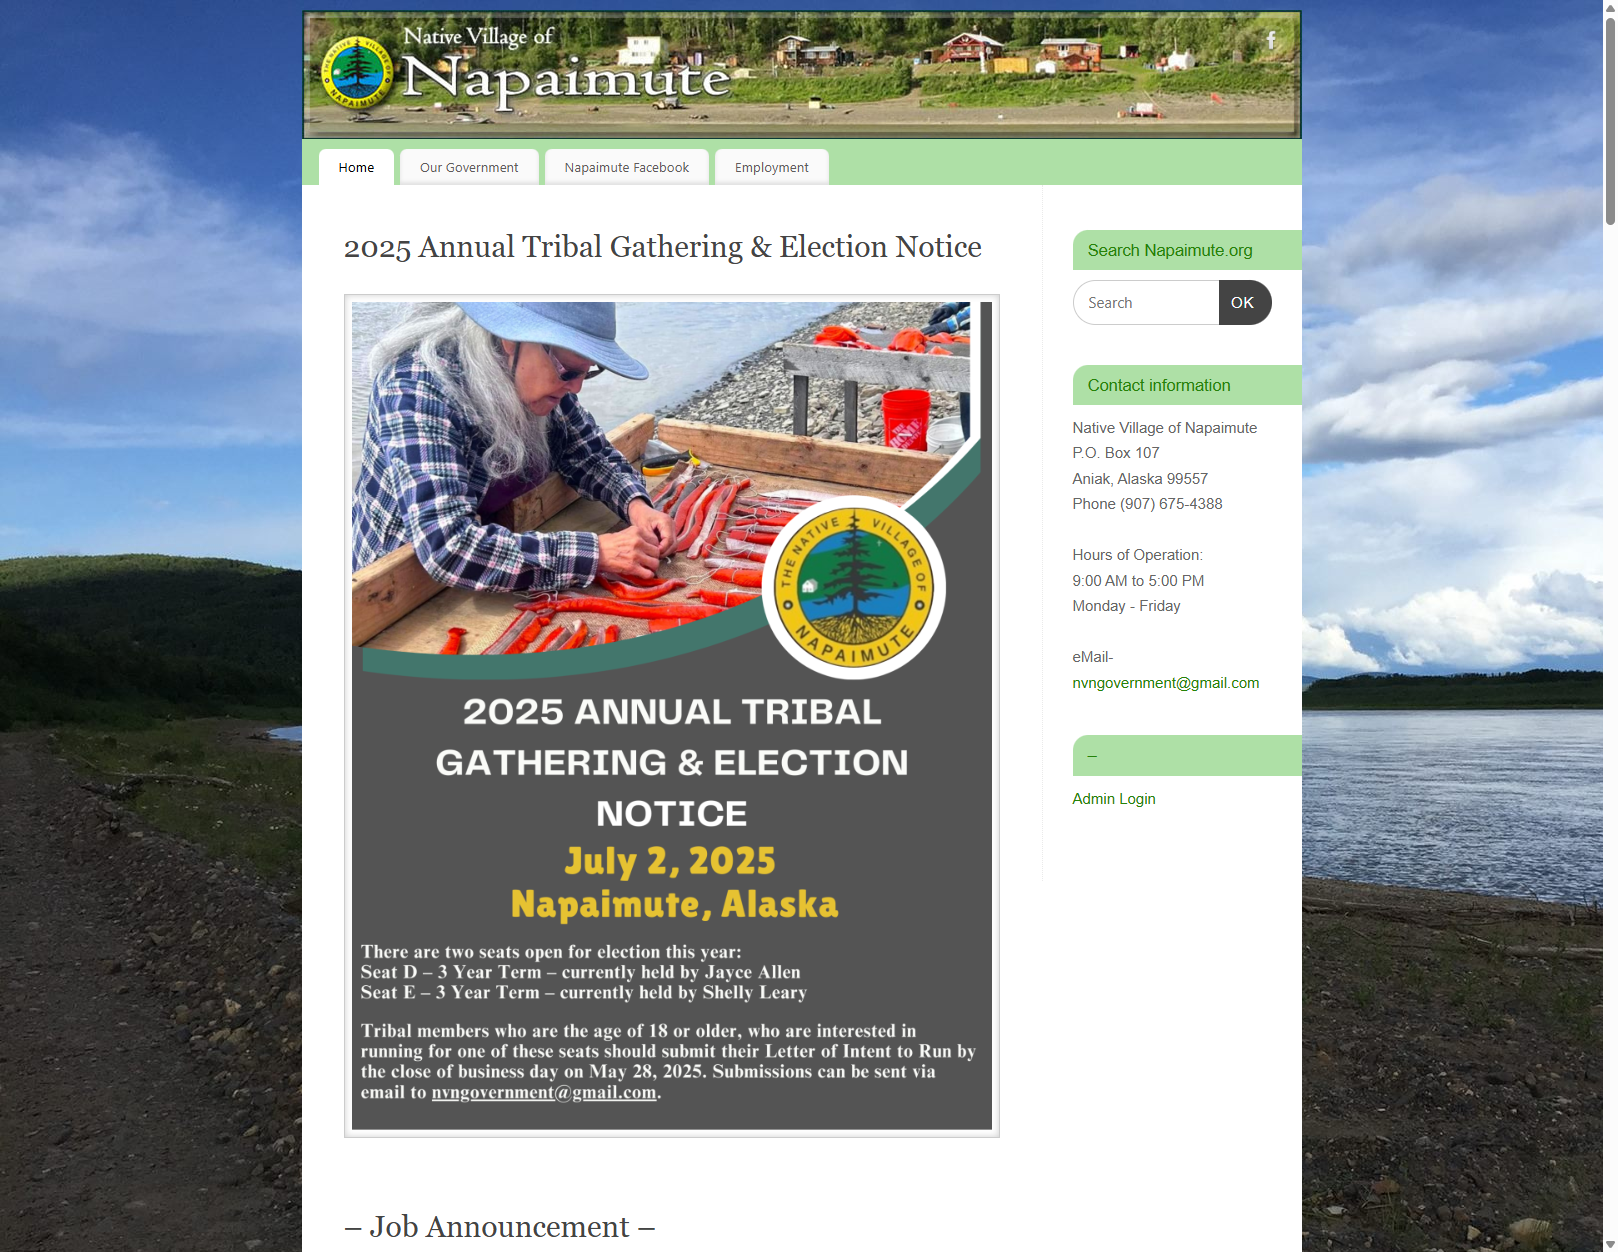 Native Village of
Napaimute
THE NATIVE VILLAGE OF
NAPAIMUTE
Home
Our Government
Napaimute Facebook
Employment
2025 Annual Tribal Gathering & Election Notice
THE NATIVE VILLAGE OF
NAPAIMUTE
2025 ANNUAL TRIBAL
GATHERING & ELECTION
NOTICE
July 2, 2025
Napaimute, Alaska
There are two seats open for election this year:
Seat D – 3 Year Term – currently held by Jayce Allen
Seat E – 3 Year Term – currently held by Shelly Leary
Tribal members who are the age of 18 or older, who are interested in
running for one of these seats should submit their Letter of Intent to Run by
the close of business day on May 28, 2025. Submissions can be sent via
email to nvngovernment@gmail.com.
– Job Announcement –
Search Napaimute.org
Search
OK
Contact information
Native Village of Napaimute
P.O. Box 107
Aniak, Alaska 99557
Phone (907) 675-4388
Hours of Operation:
9:00 AM to 5:00 PM
Monday - Friday
eMail-
nvngovernment@gmail.com
–
Admin Login